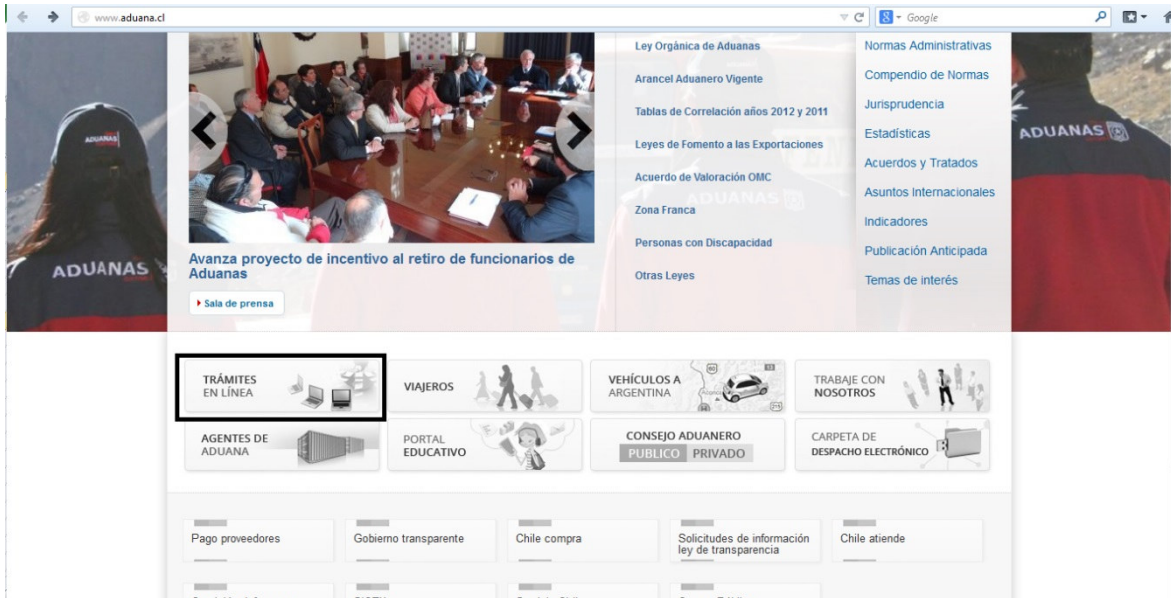 www.aduana.cl
Google
Ley Orgánica de Aduanas
Arancel Aduanero Vigente
Tablas de Correlación años 2012 y 2011
Leyes de Fomento a las Exportaciones
Acuerdo de Valoración OMC
Zona Franca
Personas con Discapacidad
Otras Leyes
Normas Administrativas
Compendio de Normas
Jurisprudencia
Estadísticas
Acuerdos y Tratados
Asuntos Internacionales
Indicadores
Publicación Anticipada
Temas de interés
ADUANAS
ADUANAS
ADUANAS
ADUANAS
Avanza proyecto de incentivo al retiro de funcionarios de
Aduanas
Sala de prensa
TRÁMITES
EN LÍNEA
VIAJEROS
VEHÍCULOS A
ARGENTINA
TRABAJE CON
NOSOTROS
AGENTES DE
ADUANA
PORTAL
EDUCATIVO
CONSEJO ADUANERO
PUBLICO PRIVADO
CARPETA DE
DESPACHO ELECTRÓNICO
Pago proveedores
Gobierno transparente
Chile compra
Solicitudes de información
ley de transparencia
Chile atiende